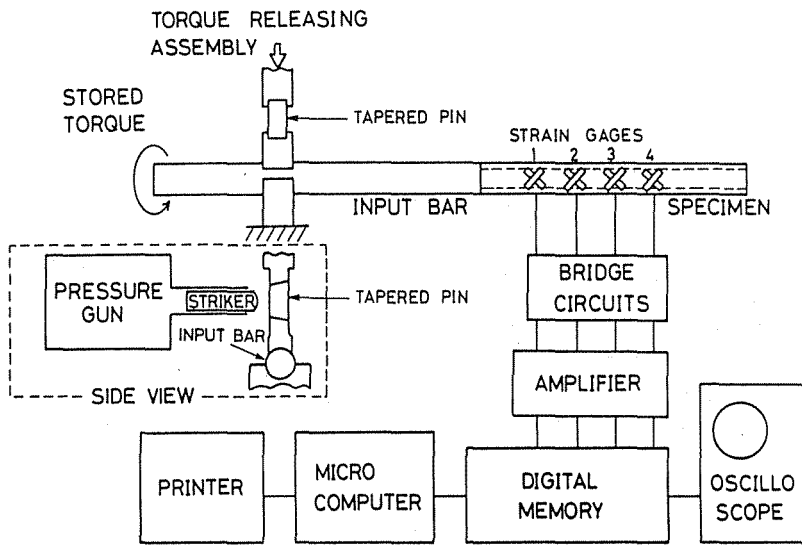 TORQUE RELEASING
ASSEMBLY
STORED
TORQUE
TAPERED PIN
STRAIN GAGES
1 2 3 4
INPUT BAR
SPECIMEN
PRESSURE
GUN
STRIKER
TAPERED PIN
INPUT BAR
SIDE VIEW
BRIDGE
CIRCUITS
AMPLIFIER
PRINTER
MICRO
COMPUTER
DIGITAL
MEMORY
OSCILLO
SCOPE